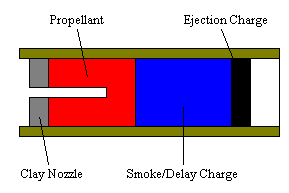 Propellant
Ejection Charge
Clay Nozzle
Smoke/Delay Charge